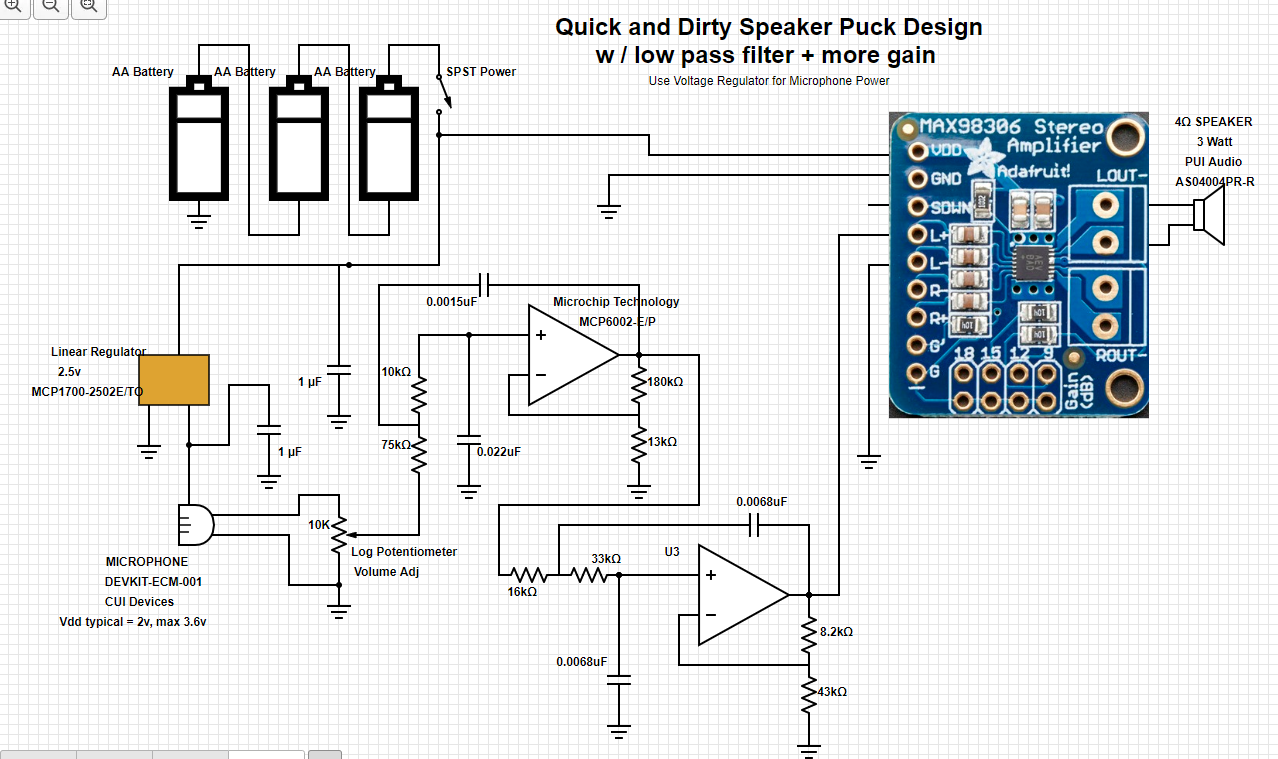 Quick and Dirty Speaker Puck Design
w / low pass filter + more gain
Use Voltage Regulator for Microphone Power
AA Battery
AA Battery
AA Battery
SPST Power
MAX98306 Stereo
Amplifier
Adafruit!
VDD
GND
SDWN
L+
L-
R-
R+
G'
G
LOUT-
ROUT-
18 15 12 9
Gain
(dB)
4Ω SPEAKER
3 Watt
PUI Audio
AS04004PR-R
0.0015uF
Microchip Technology
MCP6002-E/P
Linear Regulator
2.5v
MCP1700-2502E/TO
1 µF
1 µF
10kΩ
75kΩ
0.022uF
180kΩ
13kΩ
MICROPHONE
DEVKIT-ECM-001
CUI Devices
Vdd typical = 2v, max 3.6v
10K
Log Potentiometer
Volume Adj
0.0068uF
U3
33kΩ
16kΩ
0.0068uF
8.2kΩ
43kΩ